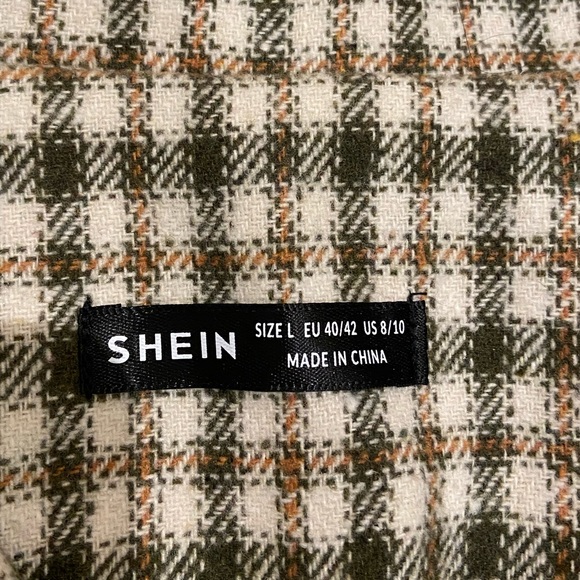 SHEIN
SIZE L EU 40/42 US 8/10
MADE IN CHINA